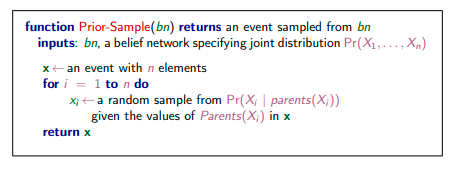 function Prior-Sample(bn) returns an event sampled from bn
inputs: bn, a belief network specifying joint distribution Pr(X₁, . . . , Xₙ)
x ← an event with n elements
for i = 1 to n do
xᵢ ← a random sample from Pr(Xᵢ | parents(Xᵢ))
given the values of Parents(Xᵢ) in x
return x